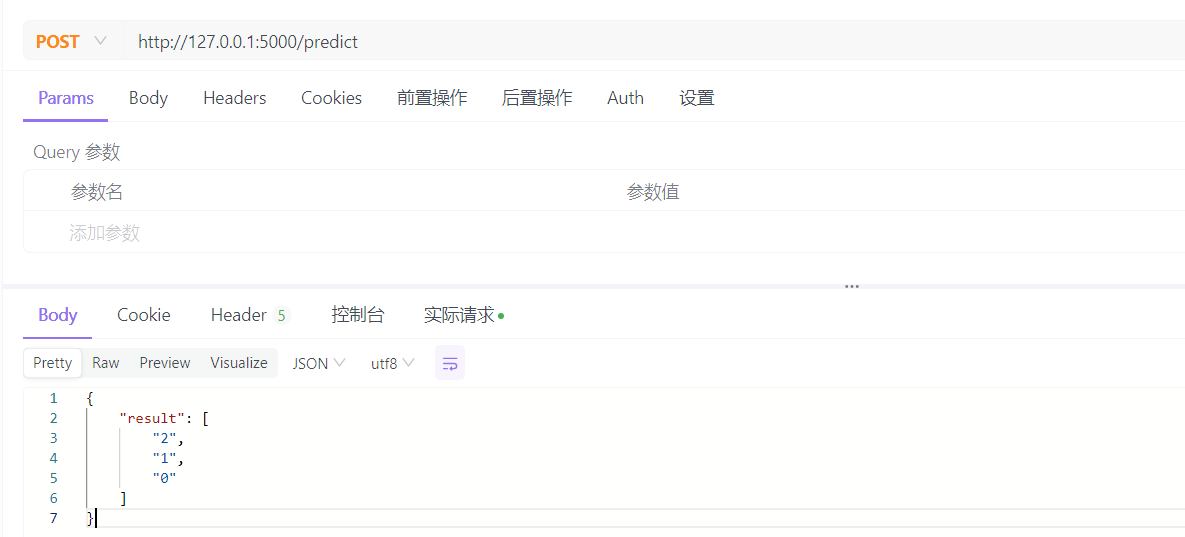 POST http://127.0.0.1:5000/predict
Params Body Headers Cookies 前置操作 后置操作 Auth 设置
Query 参数
参数名 参数值
添加参数
Body Cookie Header 5 控制台 实际请求
Pretty Raw Preview Visualize JSON utf8
1 {
2 "result": [
3 "2",
4 "1",
5 "0"
6 ]
7 }